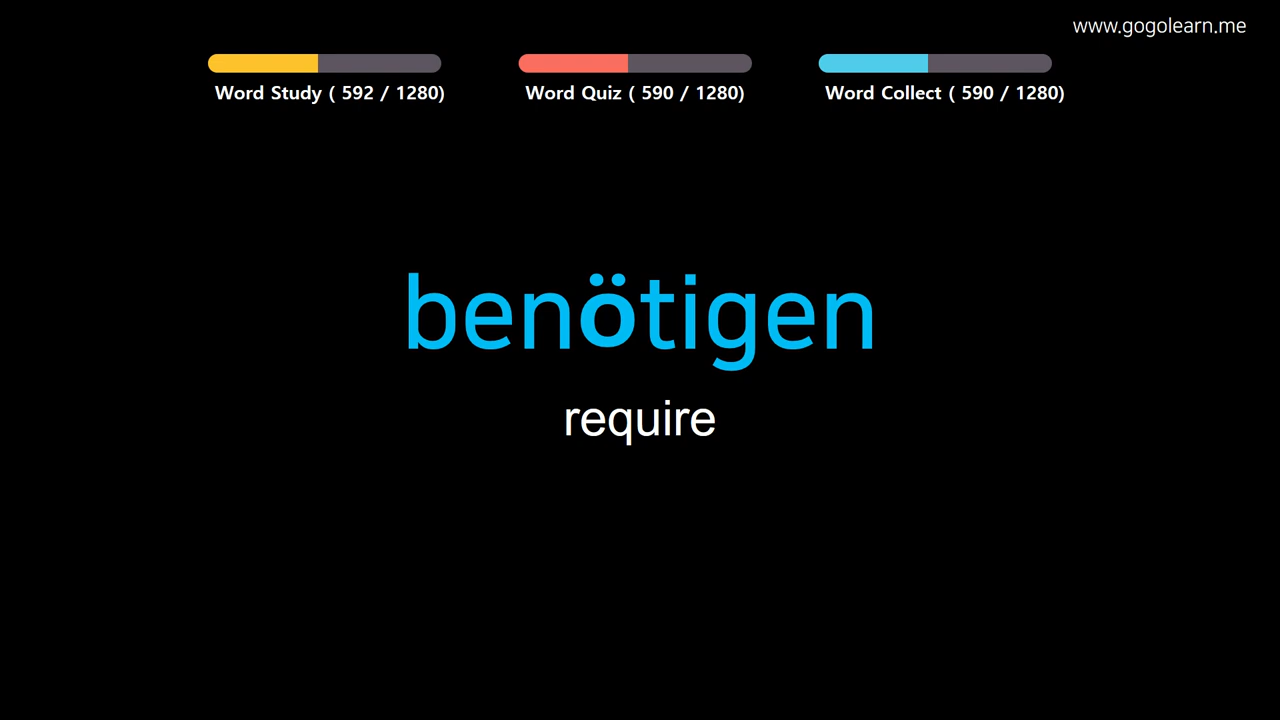 www.gogolearn.me
Word Study ( 592 / 1280)
Word Quiz ( 590 / 1280)
Word Collect ( 590 / 1280)
benötigen
require